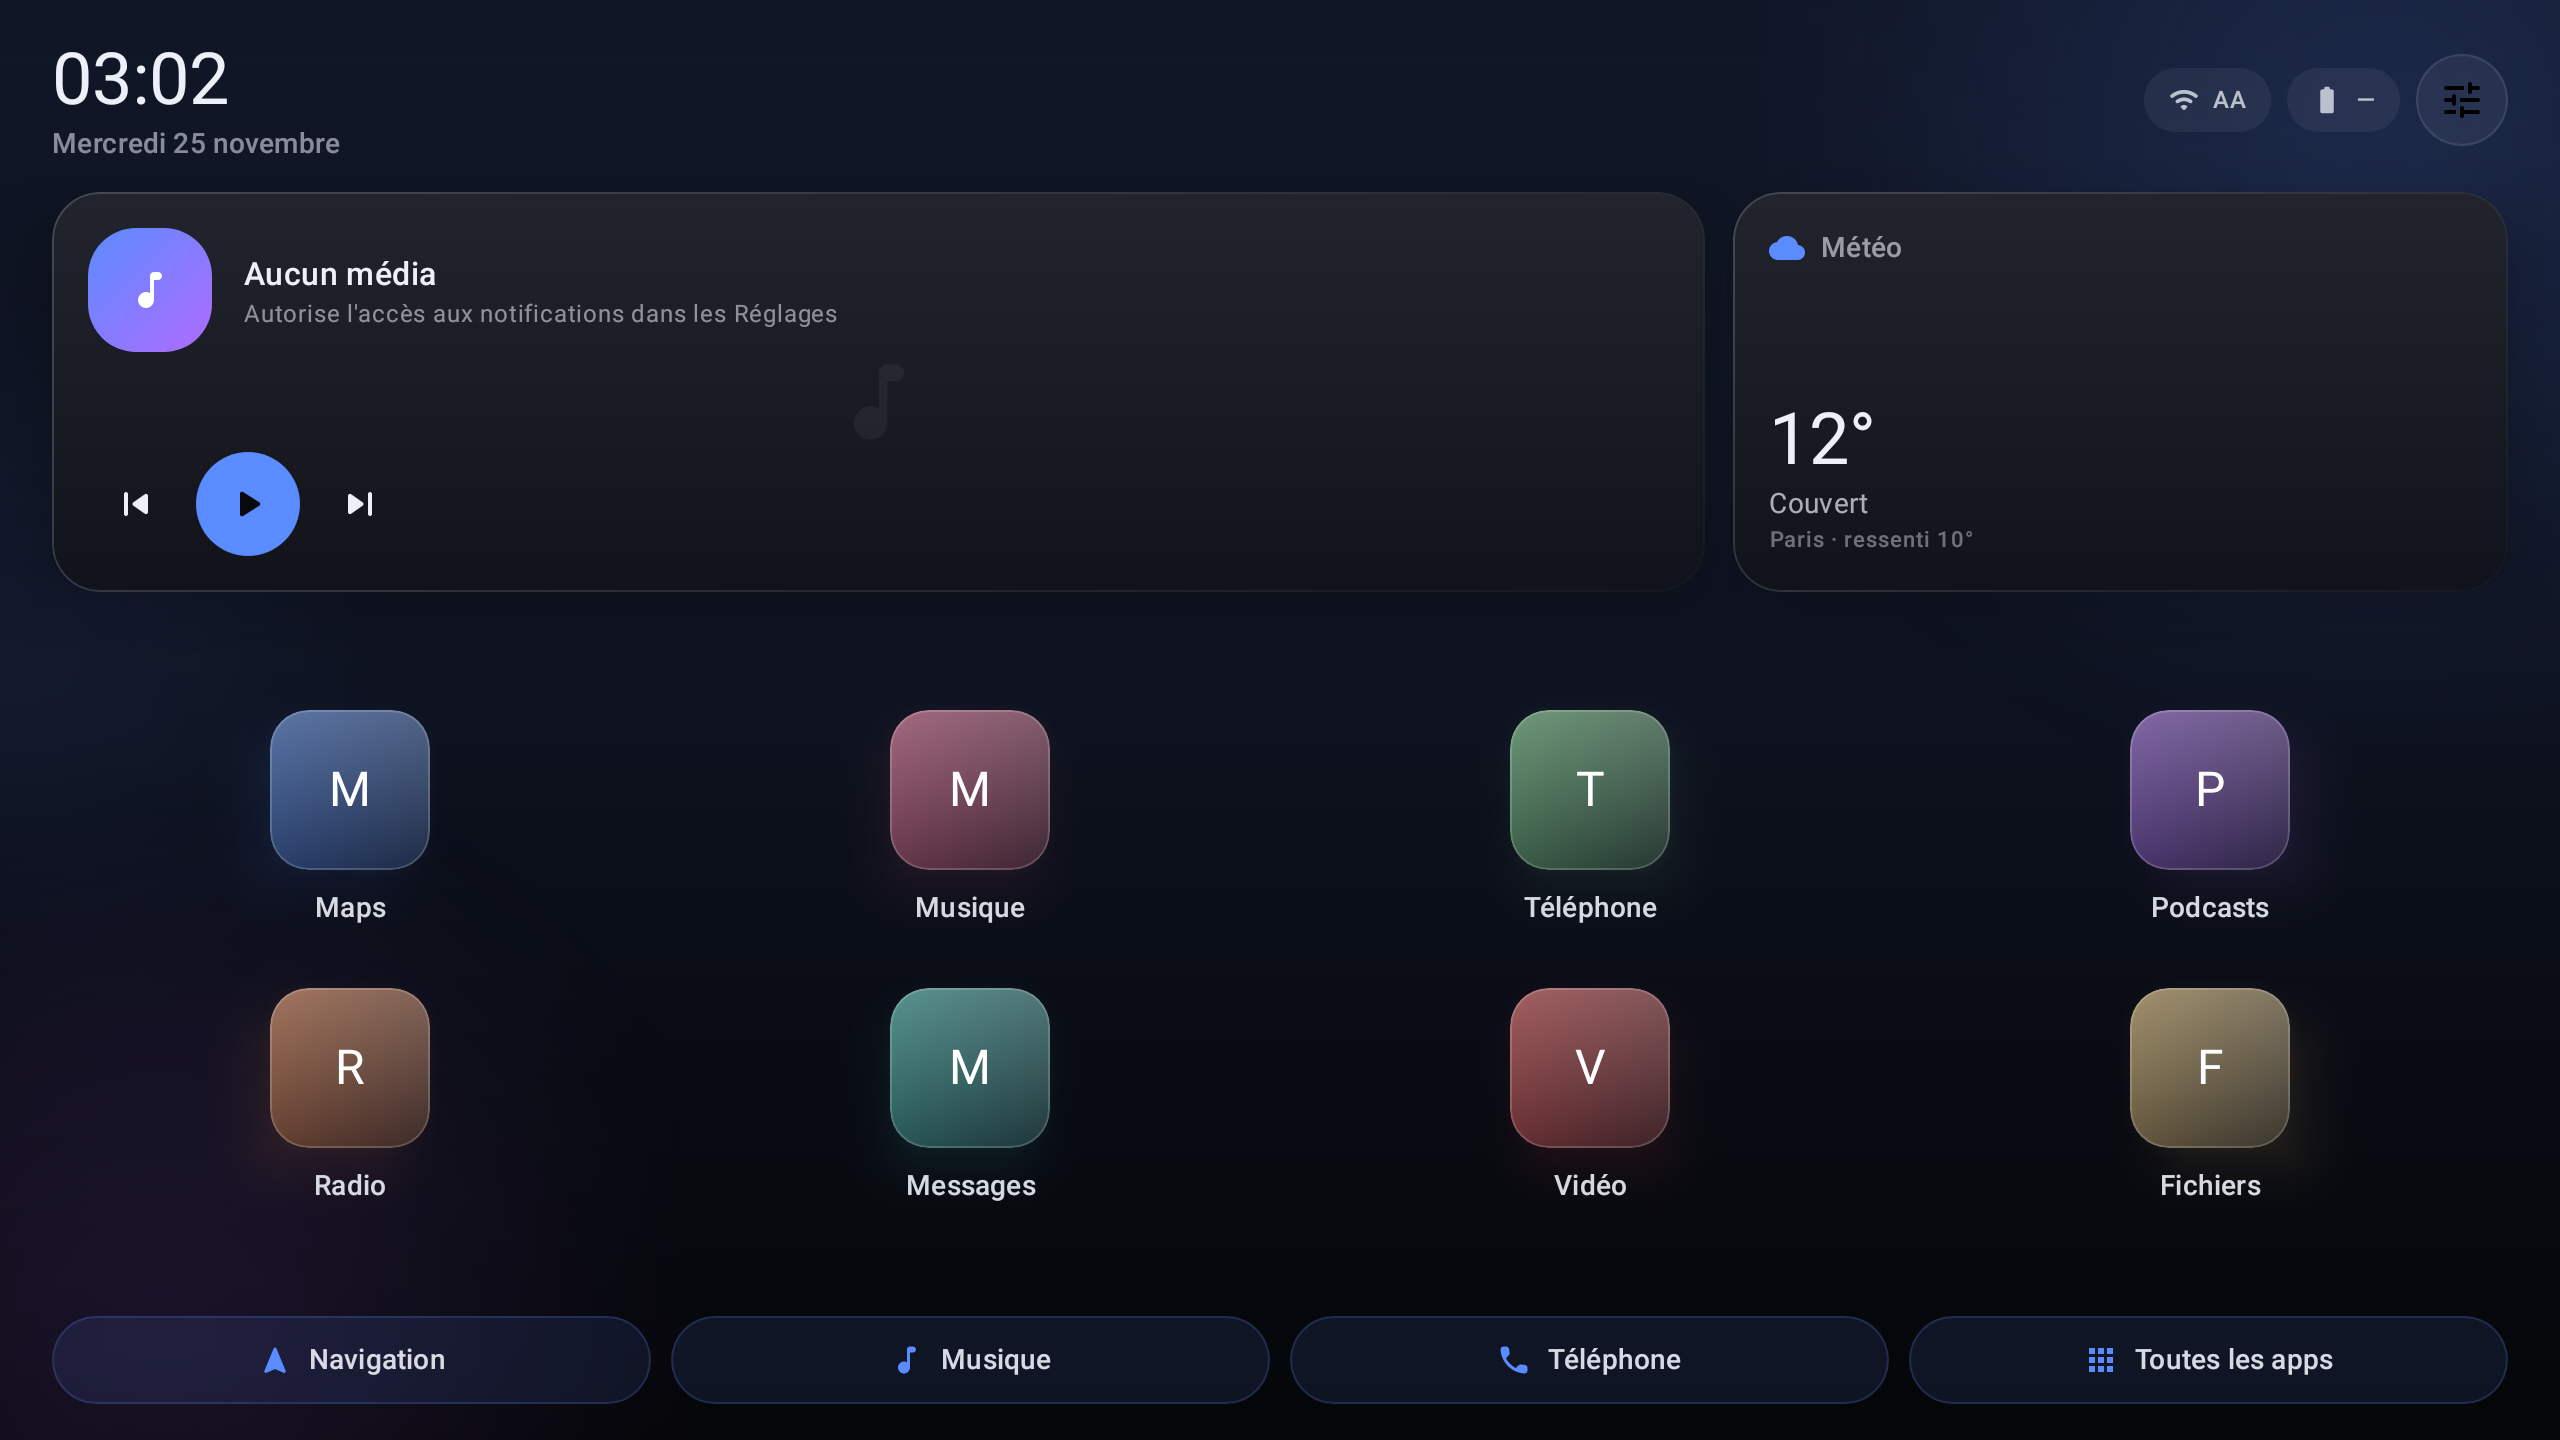 03:02
Mercredi 25 novembre
AA
–
Aucun média
Autorise l'accès aux notifications dans les Réglages
Météo
12°
Couvert
Paris · ressenti 10°
M
M
T
P
Maps
Musique
Téléphone
Podcasts
R
M
V
F
Radio
Messages
Vidéo
Fichiers
Navigation
Musique
Téléphone
Toutes les apps